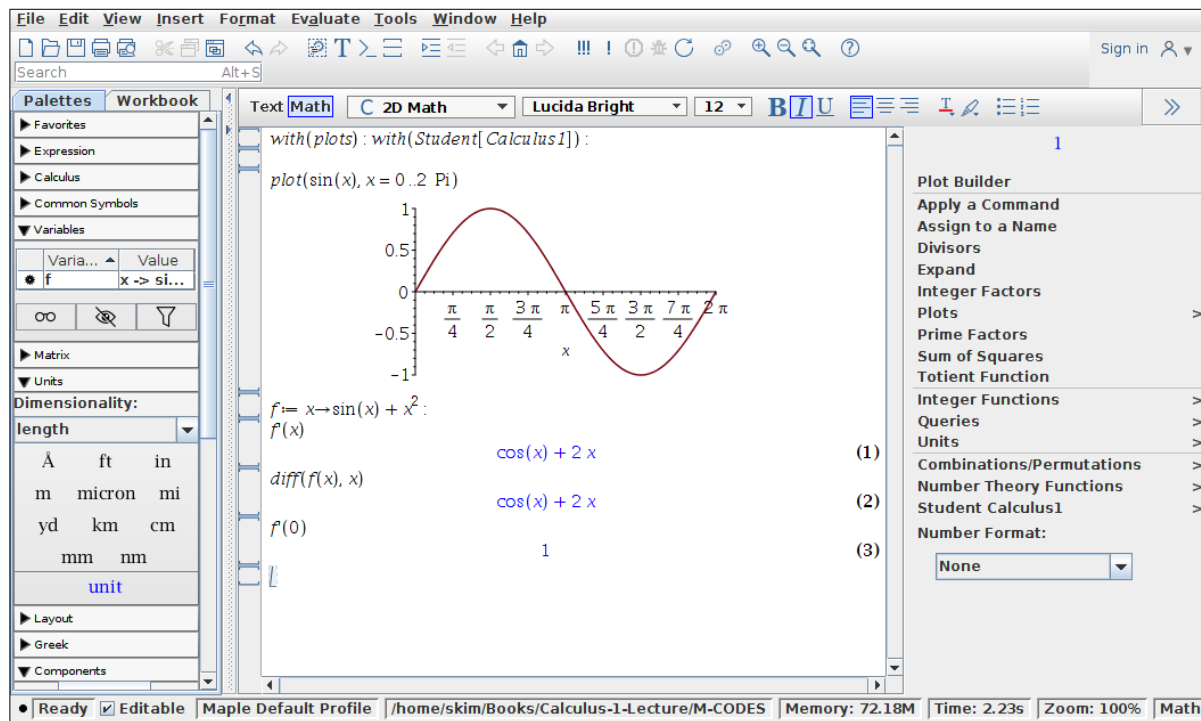 File Edit View Insert Format Evaluate Tools Window Help
Sign in
Search Alt+S
Palettes Workbook
Favorites
Expression
Calculus
Common Symbols
Variables
Varia... Value
f x -> si...
Matrix
Units
Dimensionality:
length
Å ft in
m micron mi
yd km cm
mm nm
unit
Layout
Greek
Components
Text Math C 2D Math Lucida Bright 12 B I U
with(plots) : with(Student[Calculus1]) :
plot(sin(x), x = 0 ..2 Pi)
1
0.5
0
-0.5
-1
π/4 π/2 3π/4 π 5π/4 3π/2 7π/4 2π
x
f := x→sin(x) + x² :
f'(x)
cos(x) + 2 x (1)
diff(f(x), x)
cos(x) + 2 x (2)
f'(0)
1 (3)
1
Plot Builder
Apply a Command
Assign to a Name
Divisors
Expand
Integer Factors
Plots >
Prime Factors
Sum of Squares
Totient Function
Integer Functions >
Queries >
Units >
Combinations/Permutations >
Number Theory Functions >
Student Calculus1 >
Number Format:
None
Ready Editable Maple Default Profile /home/skim/Books/Calculus-1-Lecture/M-CODES Memory: 72.18M Time: 2.23s Zoom: 100% Math